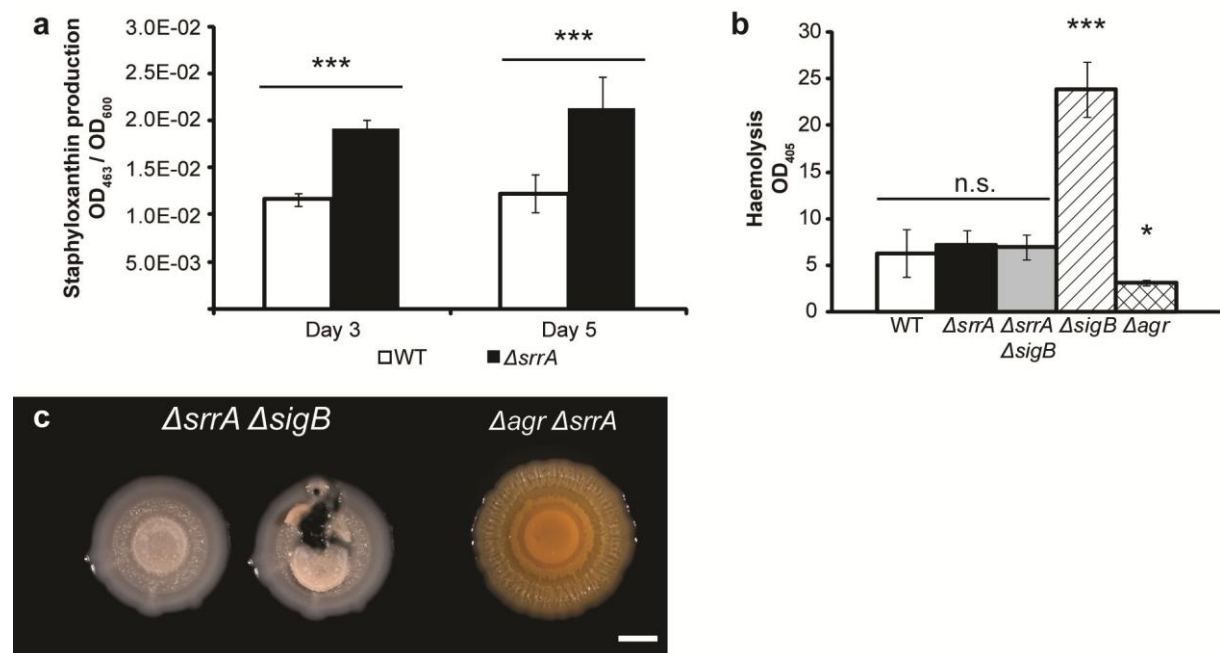 a
Staphyloxanthin production
OD463 / OD600
3.0E-02
2.5E-02
2.0E-02
1.5E-02
1.0E-02
5.0E-03
***
***
Day 3
Day 5
WT
ΔsrrA
b
Haemolysis
OD405
30
25
20
15
10
5
0
n.s.
***
*
WT
ΔsrrA
ΔsrrA
ΔsigB
ΔsigB
Δagr
c
ΔsrrA ΔsigB
Δagr ΔsrrA